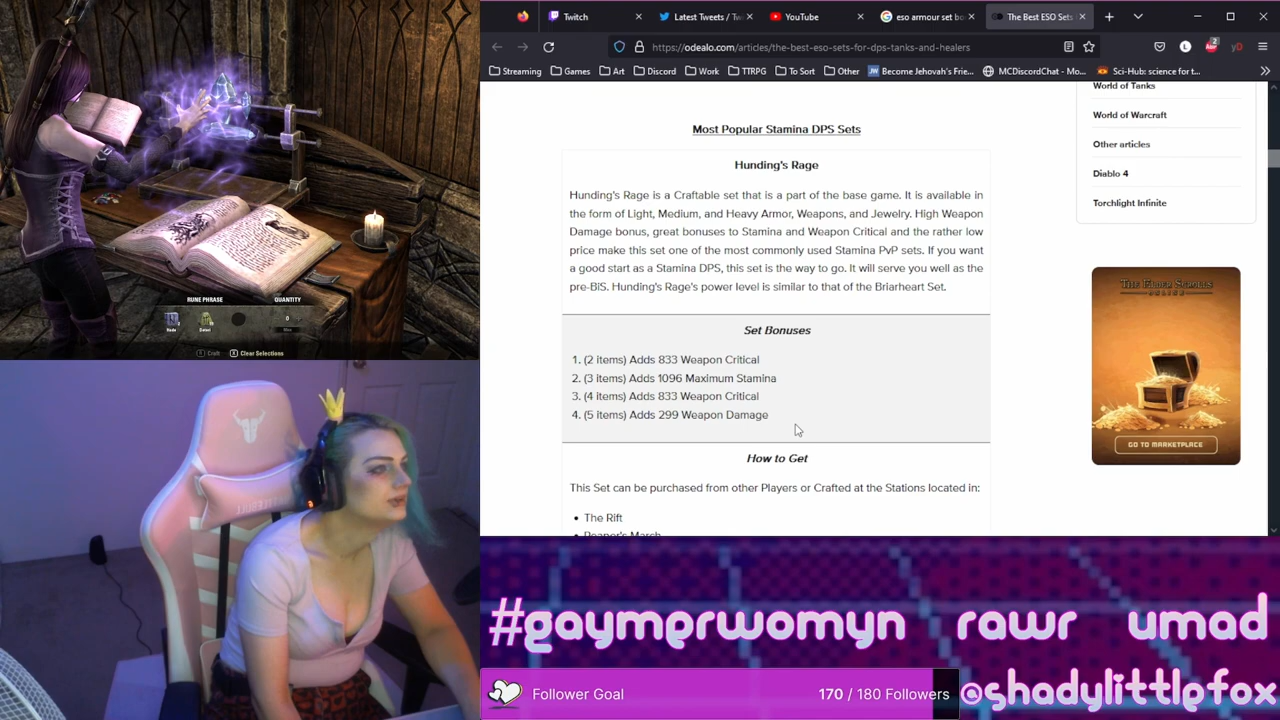 Twitch
Latest Tweets / Tw
YouTube
eso armour set bo
The Best ESO Sets
https://odealo.com/articles/the-best-eso-sets-for-dps-tanks-and-healers
Streaming
Games
Art
Discord
Work
TTRPG
To Sort
Other
Become Jehovah's Frie...
MCDiscordChat - Mo...
Sci-Hub: science for t...
World of Tanks
World of Warcraft
Other articles
Diablo 4
Torchlight Infinite
Most Popular Stamina DPS Sets
Hunding's Rage
Hunding's Rage is a Craftable set that is a part of the base game. It is available in
the form of Light, Medium, and Heavy Armor, Weapons, and Jewelry. High Weapon
Damage bonus, great bonuses to Stamina and Weapon Critical and the rather low
price make this set one of the most commonly used Stamina PvP sets. If you want
a good start as a Stamina DPS, this set is the way to go. It will serve you well as the
pre-BiS. Hunding's Rage's power level is similar to that of the Briarheart Set.
Set Bonuses
1. (2 items) Adds 833 Weapon Critical
2. (3 items) Adds 1096 Maximum Stamina
3. (4 items) Adds 833 Weapon Critical
4. (5 items) Adds 299 Weapon Damage
How to Get
This Set can be purchased from other Players or Crafted at the Stations located in:
• The Rift
• Reaper's March
The Elder Scrolls
ONLINE
GO TO MARKETPLACE
RUNE PHRASE
QUANTITY
0
Craft
Clear Selections
#gaymerwomyn rawr umad
Follower Goal
170 / 180 Followers
@shadylittlefox